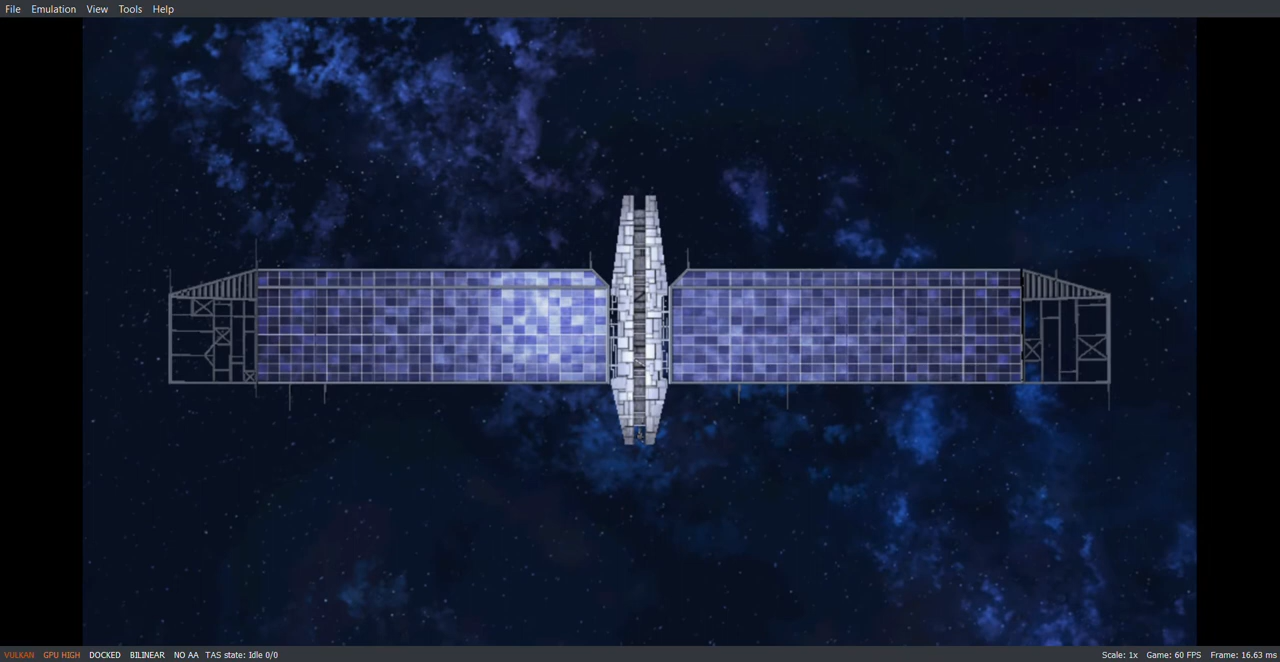 File Emulation View Tools Help
VULKAN GPU HIGH DOCKED BILINEAR NO AA TAS state: Idle 0/0 Scale: 1x Game: 60 FPS Frame: 16.63 ms